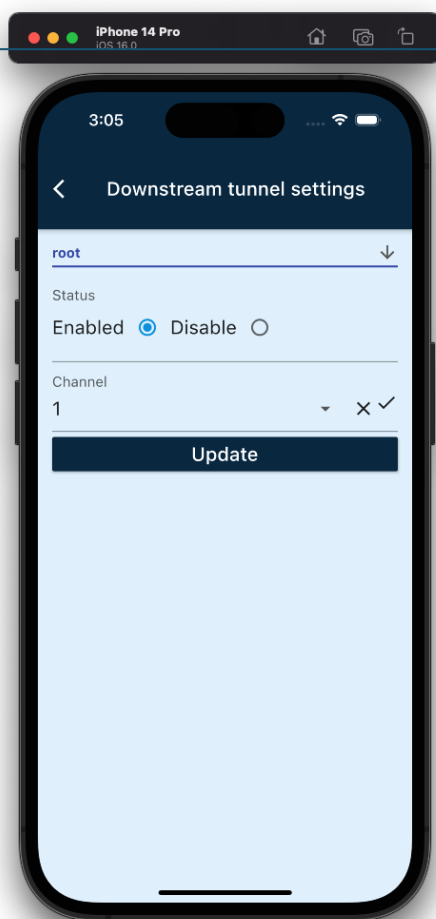 iPhone 14 Pro
iOS 16.0
3:05
Downstream tunnel settings
root
Status
Enabled Disable
Channel
1
Update